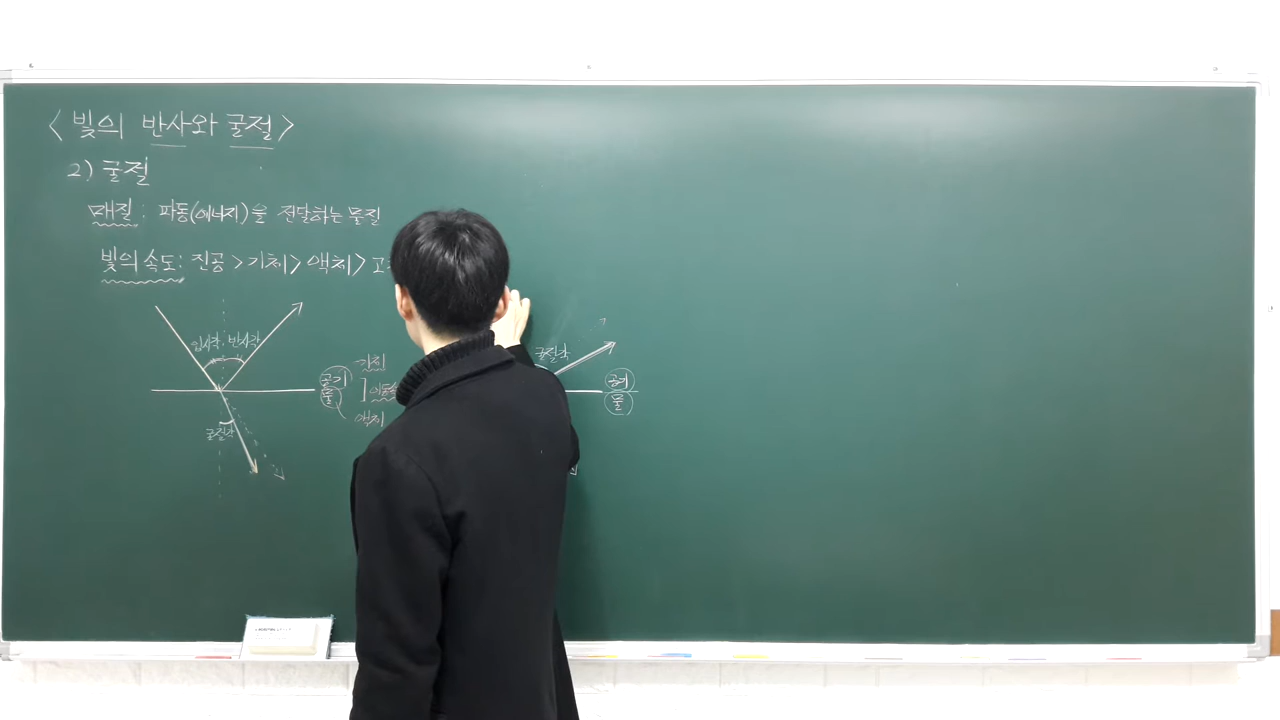 <빛의 반사와 굴절>
2) 굴절
매질 : 파동(에너지)을 전달하는 물질
빛의 속도 : 진공 > 기체 > 액체 > 고
입사각 반사각
굴절각
공기
물
액체
굴절각
공기
물